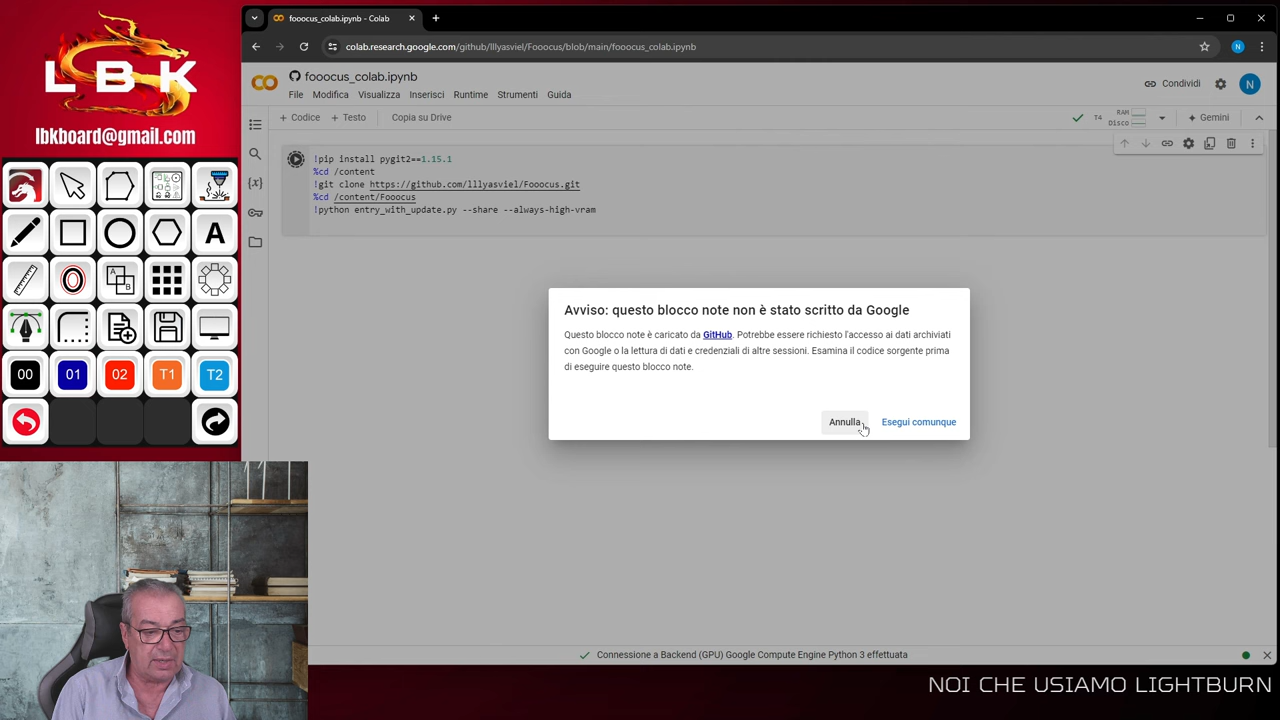 LBK
lbkboard@gmail.com
A
A
B
00
01
02
T1
T2
fooocus_colab.ipynb - Colab
colab.research.google.com/github/lllyasviel/Fooocus/blob/main/fooocus_colab.ipynb
N
fooocus_colab.ipynb
Condividi
N
File Modifica Visualizza Inserisci Runtime Strumenti Guida
+ Codice + Testo Copia su Drive
T4 RAM Disco
Gemini
!pip install pygit2==1.15.1
%cd /content
!git clone https://github.com/lllyasviel/Fooocus.git
%cd /content/Fooocus
!python entry_with_update.py --share --always-high-vram
{x}
Avviso: questo blocco note non è stato scritto da Google
Questo blocco note è caricato da GitHub. Potrebbe essere richiesto l'accesso ai dati archiviati
con Google o la lettura di dati e credenziali di altre sessioni. Esamina il codice sorgente prima
di eseguire questo blocco note.
Annulla Esegui comunque
Connessione a Backend (GPU) Google Compute Engine Python 3 effettuata
NOI CHE USIAMO LIGHTBURN